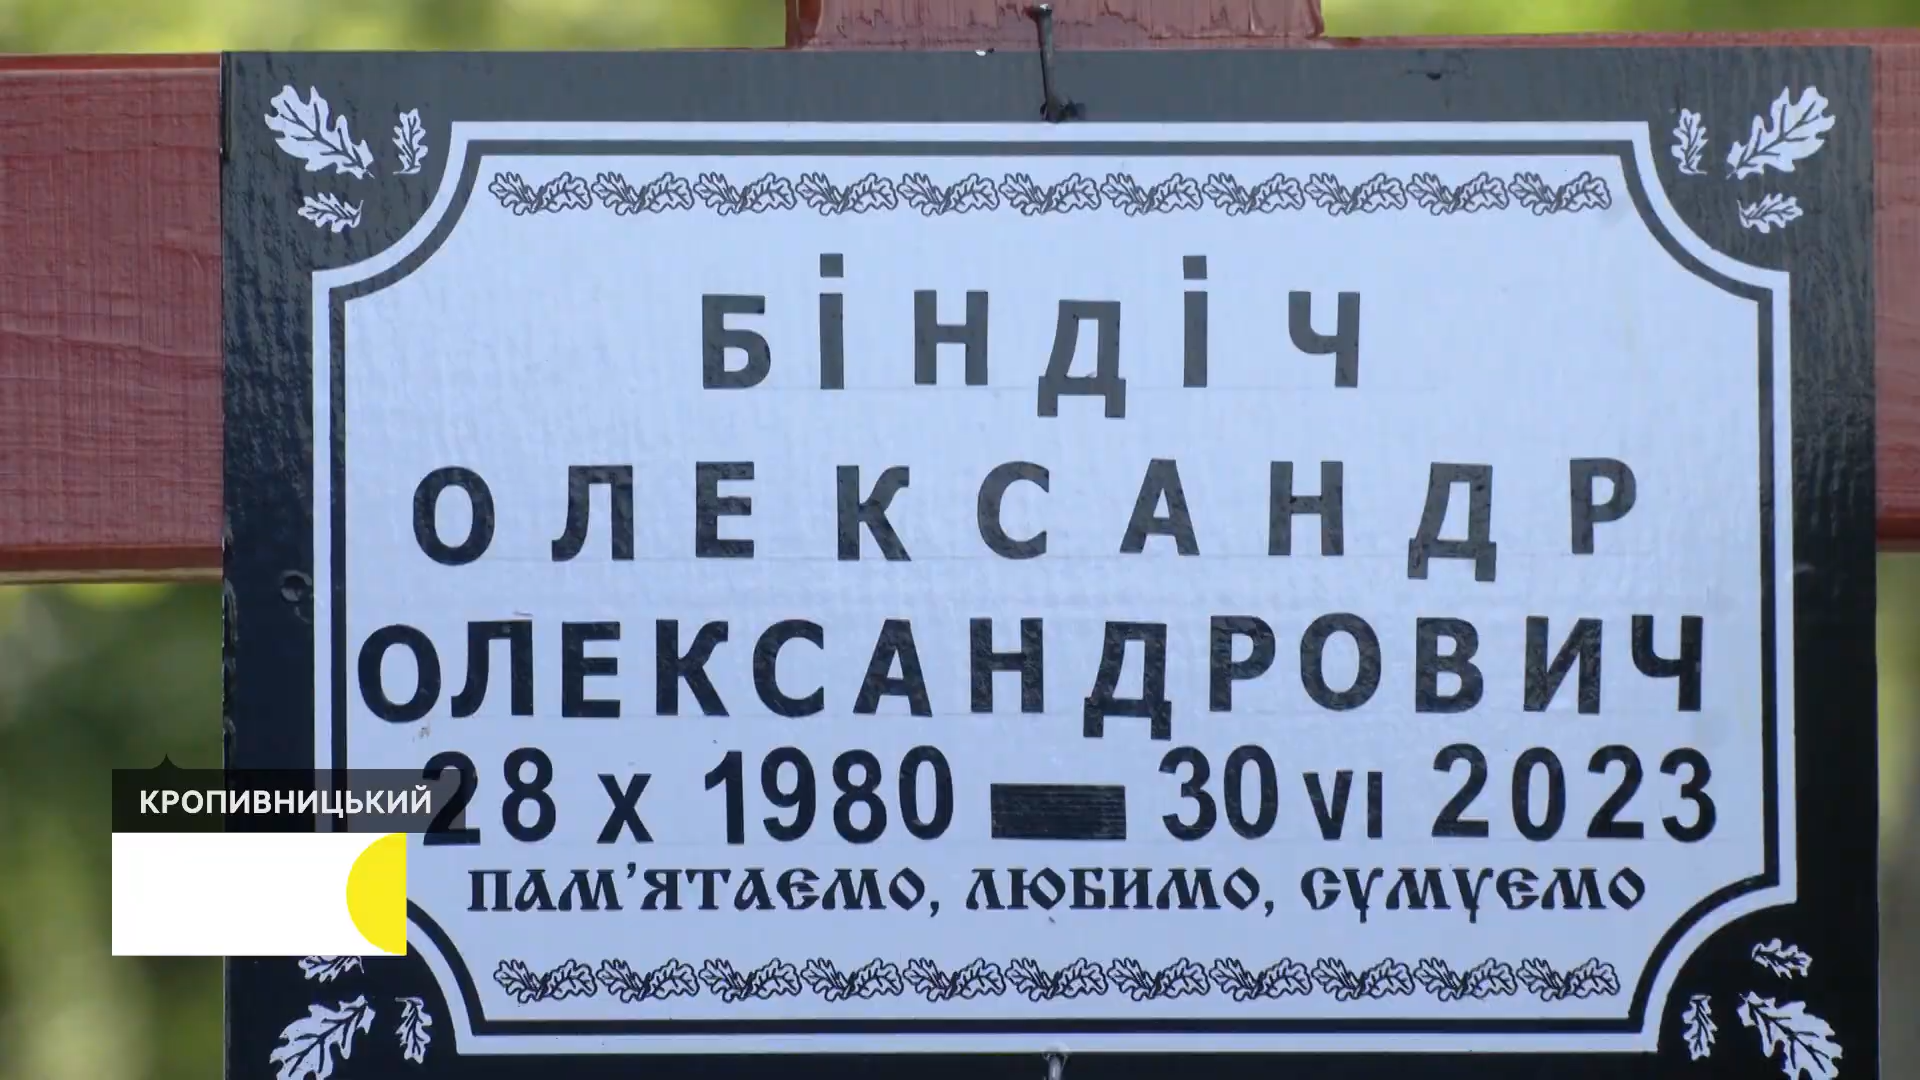 БІНДІЧ
ОЛЕКСАНДР
ОЛЕКСАНДРОВИЧ
28 X 1980 – 30 VI 2023
ПАМ'ЯТАЄМО, ЛЮБИМО, СУМУЄМО
КРОПИВНИЦЬКИЙ